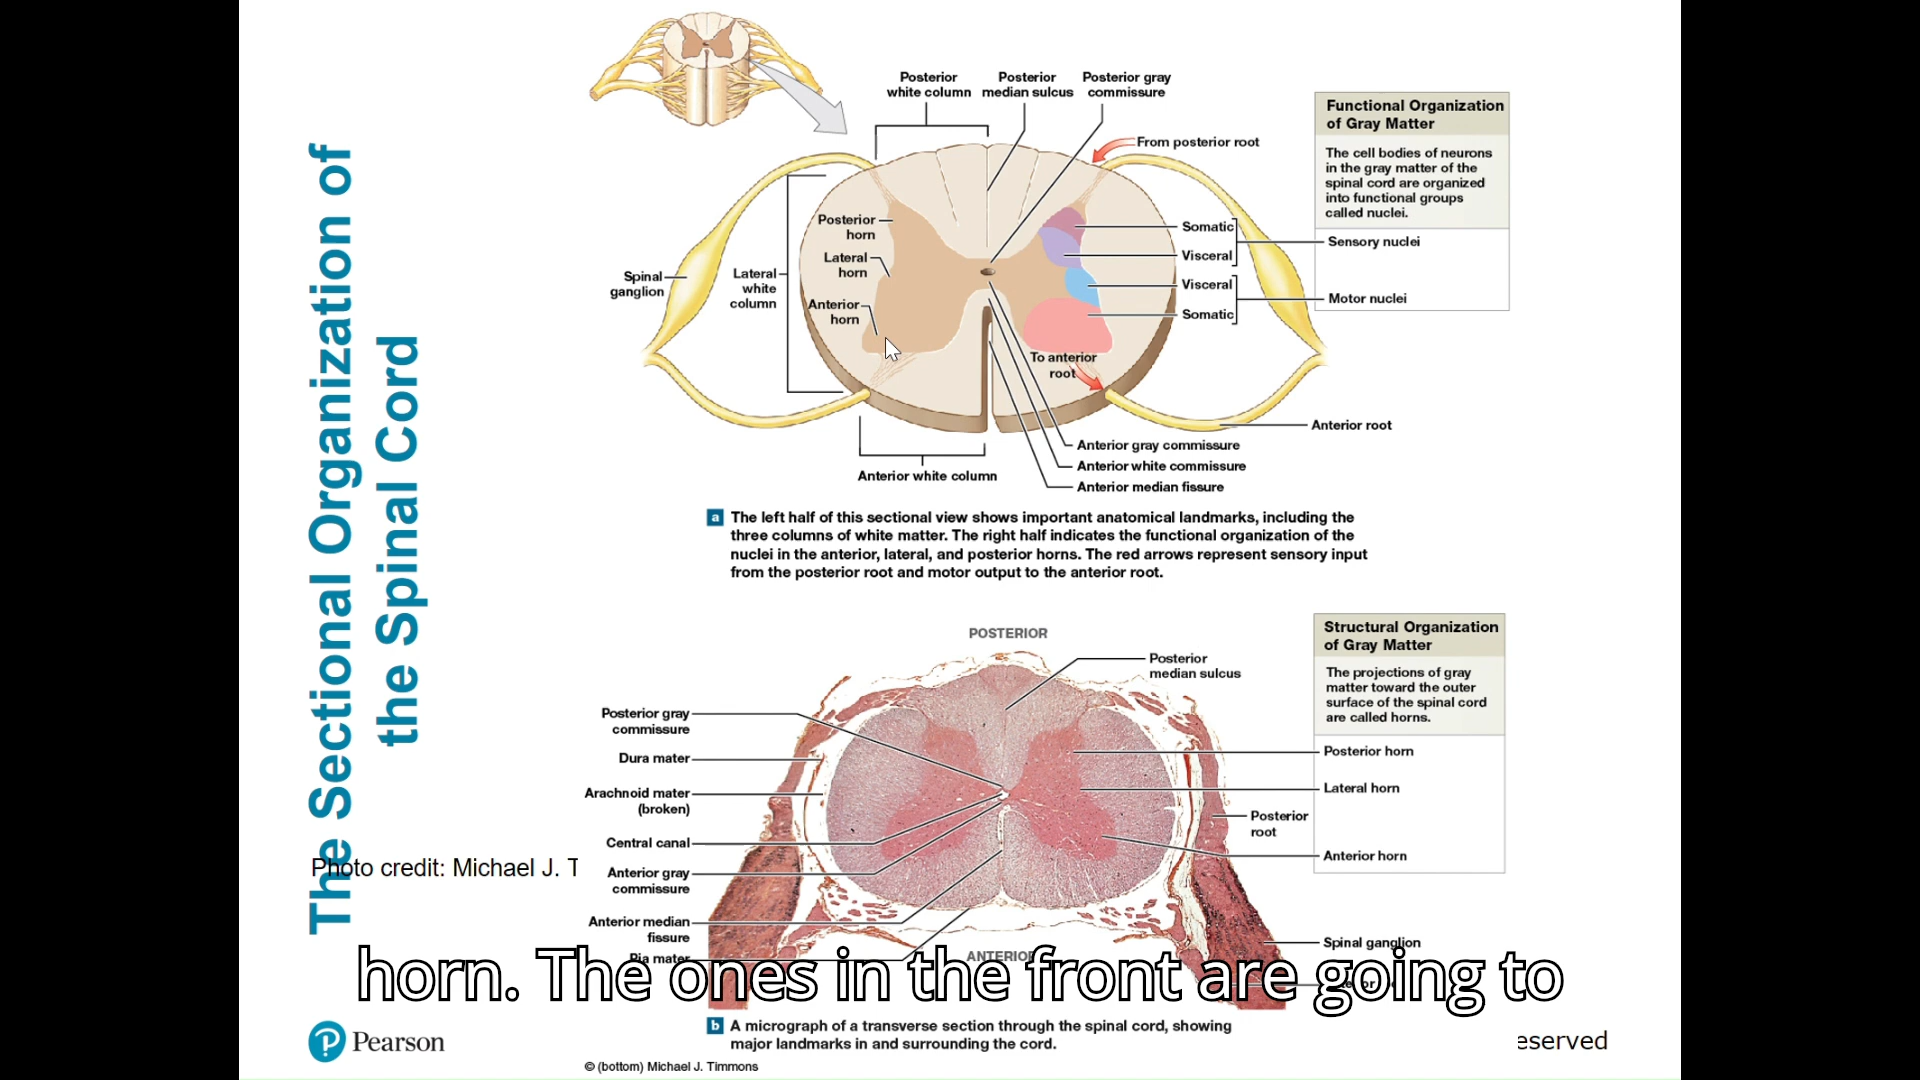 The Sectional Organization of
the Spinal Cord
Posterior
white column
Posterior
median sulcus
Posterior gray
commissure
From posterior root
Functional Organization
of Gray Matter
The cell bodies of neurons
in the gray matter of the
spinal cord are organized
into functional groups
called nuclei.
Posterior
horn
Lateral
horn
Anterior
horn
Spinal
ganglion
Lateral
white
column
Somatic
Visceral
Visceral
Somatic
Sensory nuclei
Motor nuclei
To anterior
root
Anterior root
Anterior gray commissure
Anterior white commissure
Anterior median fissure
Anterior white column
a The left half of this sectional view shows important anatomical landmarks, including the
three columns of white matter. The right half indicates the functional organization of the
nuclei in the anterior, lateral, and posterior horns. The red arrows represent sensory input
from the posterior root and motor output to the anterior root.
POSTERIOR
Posterior
median sulcus
Structural Organization
of Gray Matter
The projections of gray
matter toward the outer
surface of the spinal cord
are called horns.
Posterior gray
commissure
Dura mater
Arachnoid mater
(broken)
Central canal
Anterior gray
commissure
Anterior median
fissure
Pia mater
Posterior horn
Lateral horn
Posterior
root
Anterior horn
Spinal ganglion
ANTERIOR
Photo credit: Michael J. T
horn. The ones in the front are going to
b A micrograph of a transverse section through the spinal cord, showing
major landmarks in and surrounding the cord.
© (bottom) Michael J. Timmons
Pearson
eserved